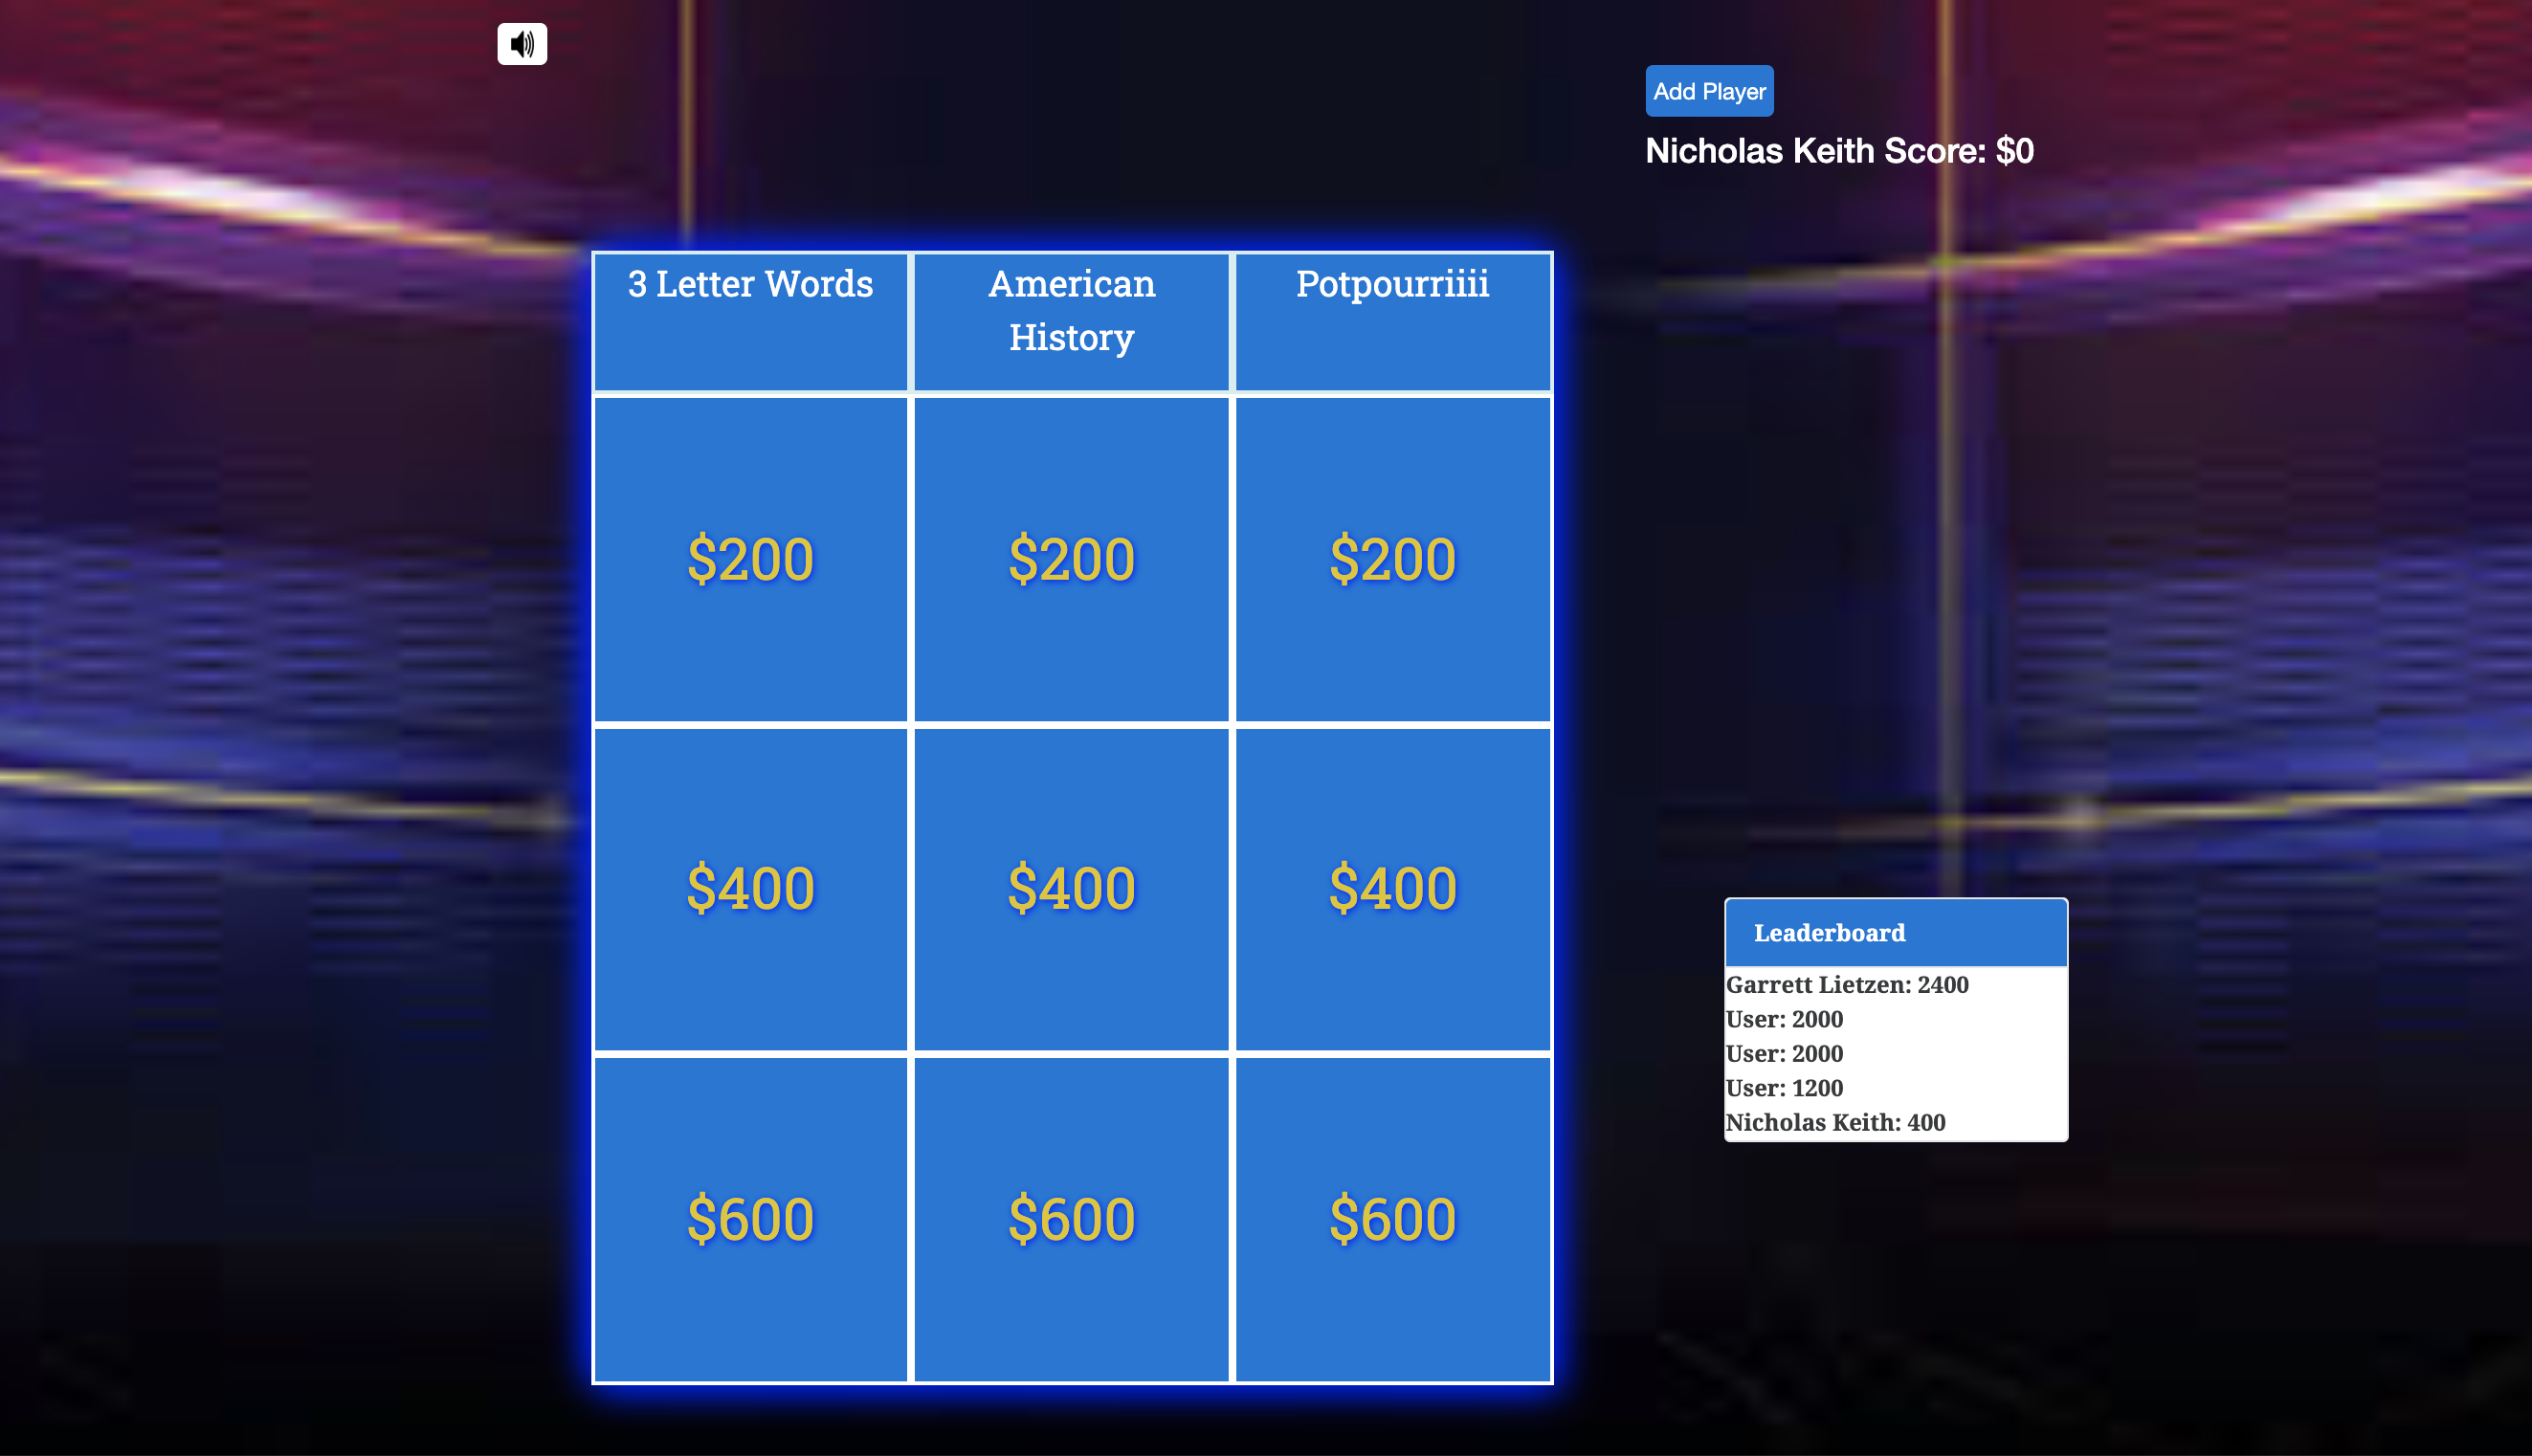 Add Player
Nicholas Keith Score: $0
3 Letter Words
American
History
Potpourriiii
$200
$200
$200
$400
$400
$400
$600
$600
$600
Leaderboard
Garrett Lietzen: 2400
User: 2000
User: 2000
User: 1200
Nicholas Keith: 400